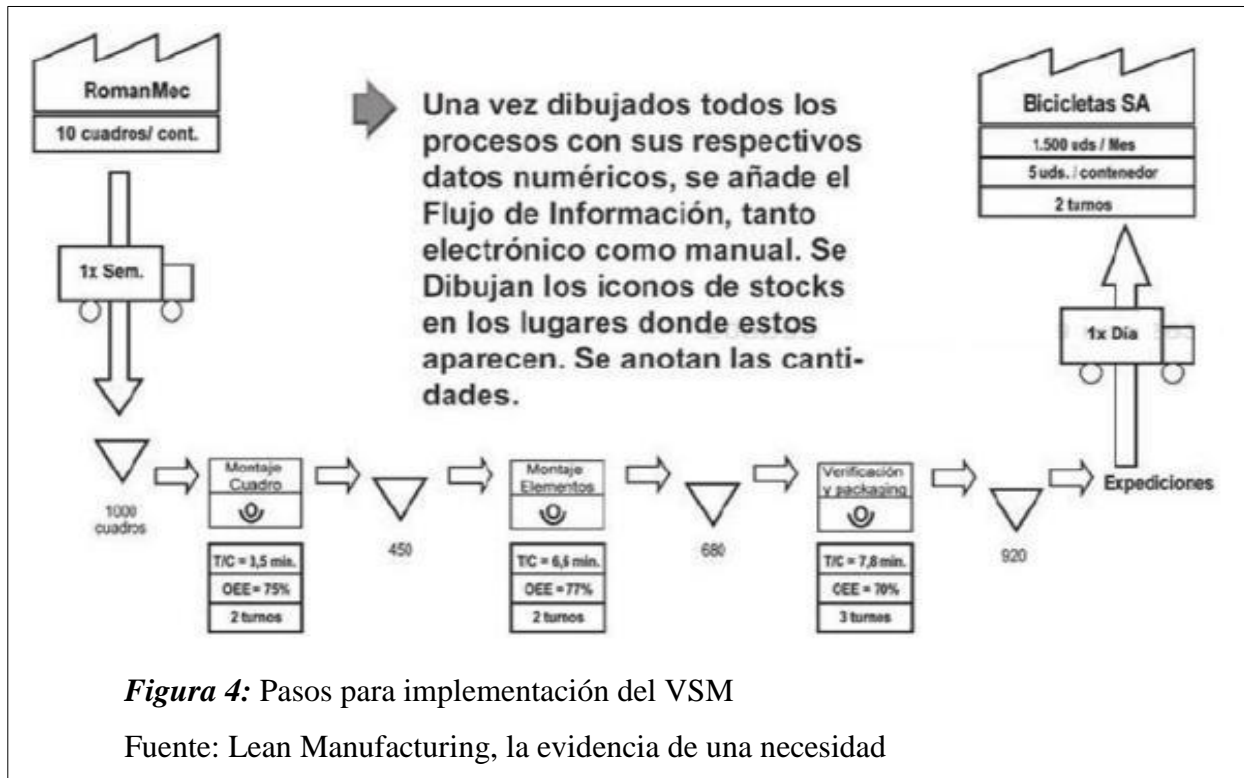 RomanMec
10 cuadros/ cont.
1x Sem.
Una vez dibujados todos los
procesos con sus respectivos
datos numéricos, se añade el
Flujo de Información, tanto
electrónico como manual. Se
Dibujan los iconos de stocks
en los lugares donde estos
aparecen. Se anotan las canti-
dades.
Bicicletas SA
1.500 uds / Mes
5 uds. / contenedor
2 turnos
1x Día
1000
cuadros
Montaje
Cuadro
T/C = 3,5 min.
OEE = 75%
2 turnos
450
Montaje
Elementos
T/C = 6,6 min.
OEE = 77%
2 turnos
680
Verificación
y packaging
T/C = 7,8 min.
OEE = 70%
3 turnos
920
Expediciones
Figura 4: Pasos para implementación del VSM
Fuente: Lean Manufacturing, la evidencia de una necesidad